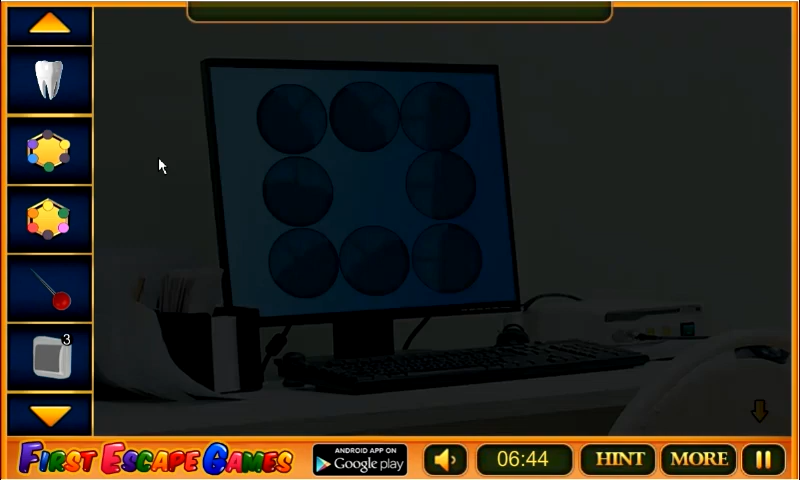 3
First Escape Games
ANDROID APP ON
Google play
06:44
HINT
MORE